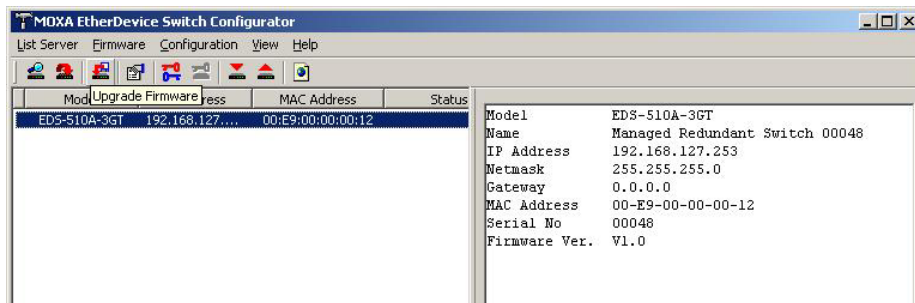 MOXA EtherDevice Switch Configurator
List Server Firmware Configuration View Help
Upgrade Firmware
MAC Address Status
EDS-510A-3GT 192.168.127.... 00:E9:00:00:00:12
Model EDS-510A-3GT
Name Managed Redundant Switch 00048
IP Address 192.168.127.253
Netmask 255.255.255.0
Gateway 0.0.0.0
MAC Address 00-E9-00-00-00-12
Serial No 00048
Firmware Ver. V1.0